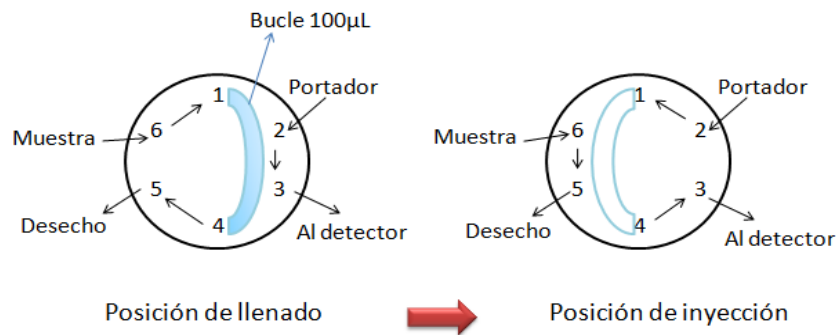 Bucle 100µL
1
Portador
2
Muestra
6
5
3
Desecho
4
Al detector
Posición de llenado
1
Portador
Muestra
6
2
5
3
Desecho
4
Al detector
Posición de inyección